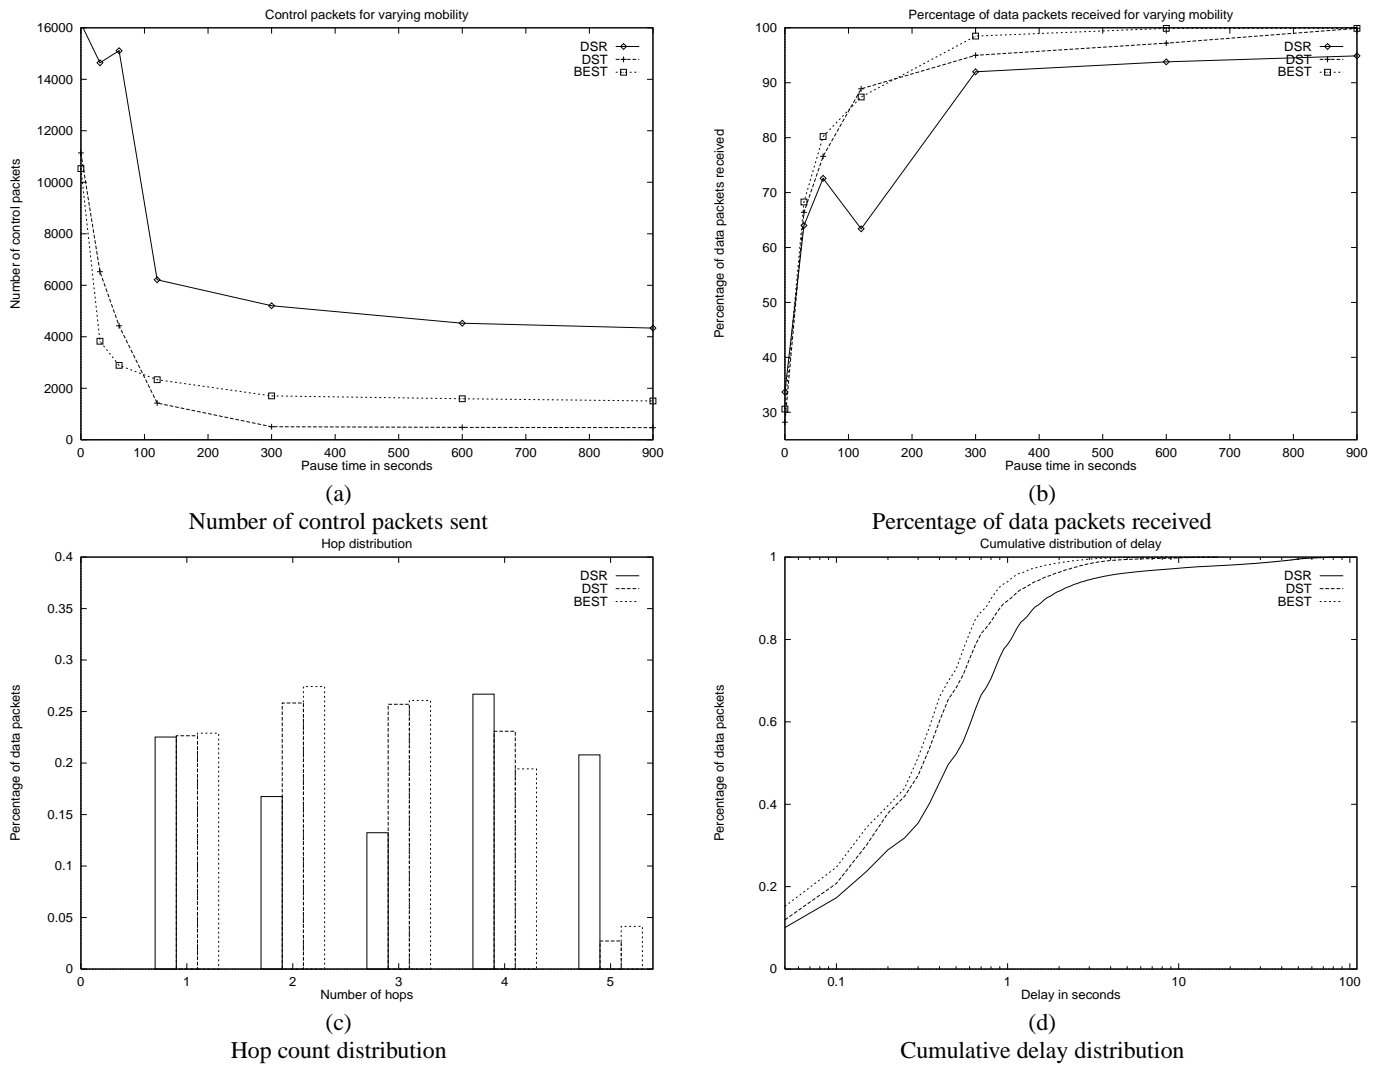 Control packets for varying mobility
16000
14000
12000
10000
8000
6000
4000
2000
0
Number of control packets
DSR
DST
BEST
0 100 200 300 400 500 600 700 800 900
Pause time in seconds
(a)
Number of control packets sent
Percentage of data packets received for varying mobility
100
90
80
70
60
50
40
30
Percentage of data packets received
DSR
DST
BEST
0 100 200 300 400 500 600 700 800 900
Pause time in seconds
(b)
Percentage of data packets received
Hop distribution
0.4
0.35
0.3
0.25
0.2
0.15
0.1
0.05
0
Percentage of data packets
DSR
DST
BEST
0 1 2 3 4 5
Number of hops
(c)
Hop count distribution
Cumulative distribution of delay
1
0.8
0.6
0.4
0.2
0
Percentage of data packets
DSR
DST
BEST
0.1 1 10 100
Delay in seconds
(d)
Cumulative delay distribution